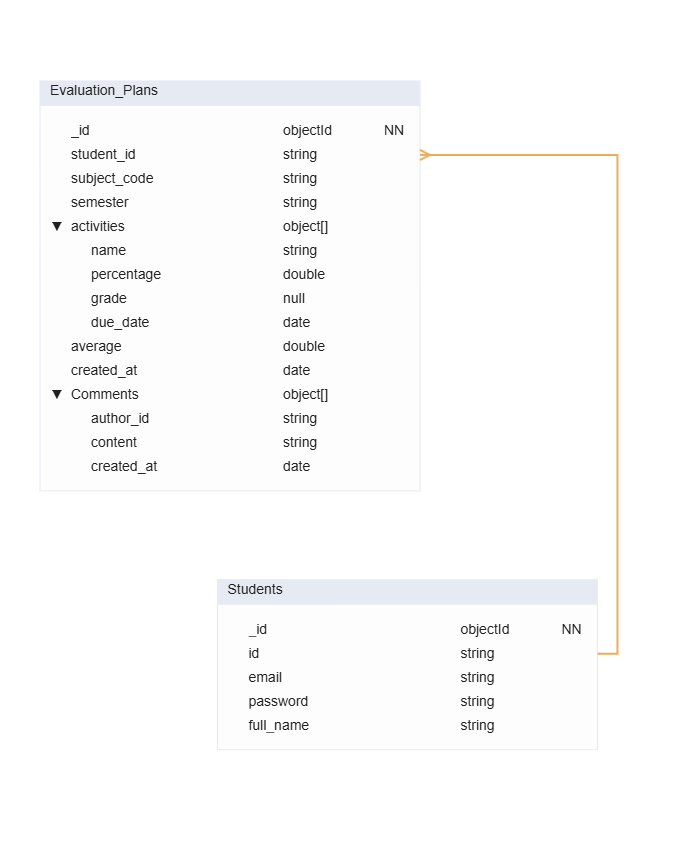 Evaluation_Plans
_id objectId NN
student_id string
subject_code string
semester string
▼ activities object[]
name string
percentage double
grade null
due_date date
average double
created_at date
▼ Comments object[]
author_id string
content string
created_at date
Students
_id objectId NN
id string
email string
password string
full_name string